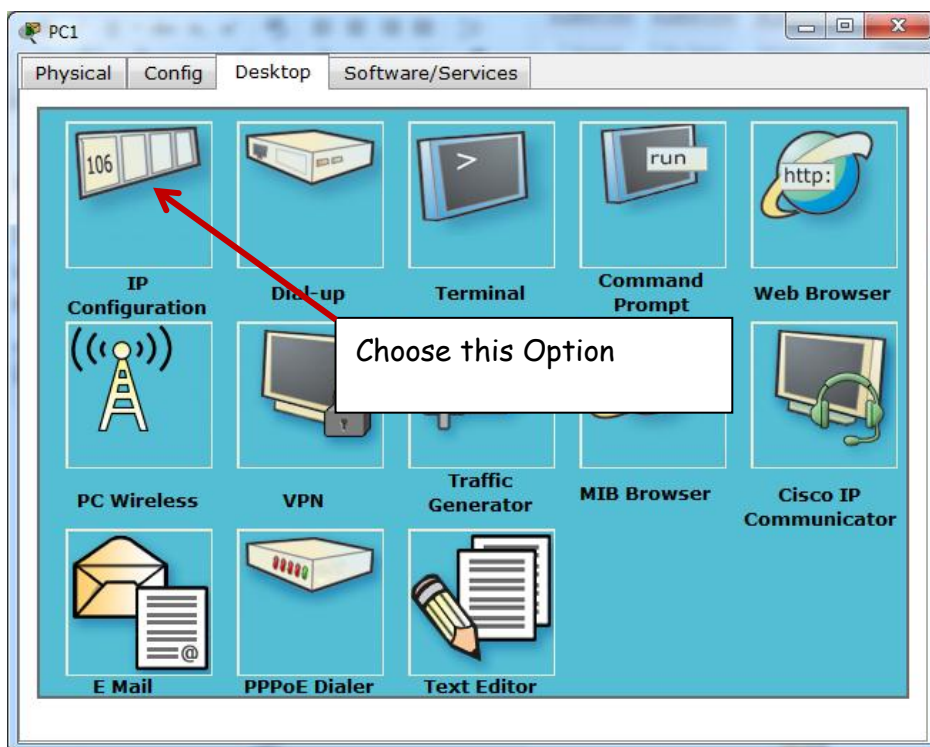 PC1
Physical Config Desktop Software/Services
106
>
run
http:
IP
Configuration
Dial-up
Terminal
Command
Prompt
Web Browser
Choose this Option
PC Wireless
VPN
Traffic
Generator
MIB Browser
Cisco IP
Communicator
@
E Mail
PPPoE Dialer
Text Editor